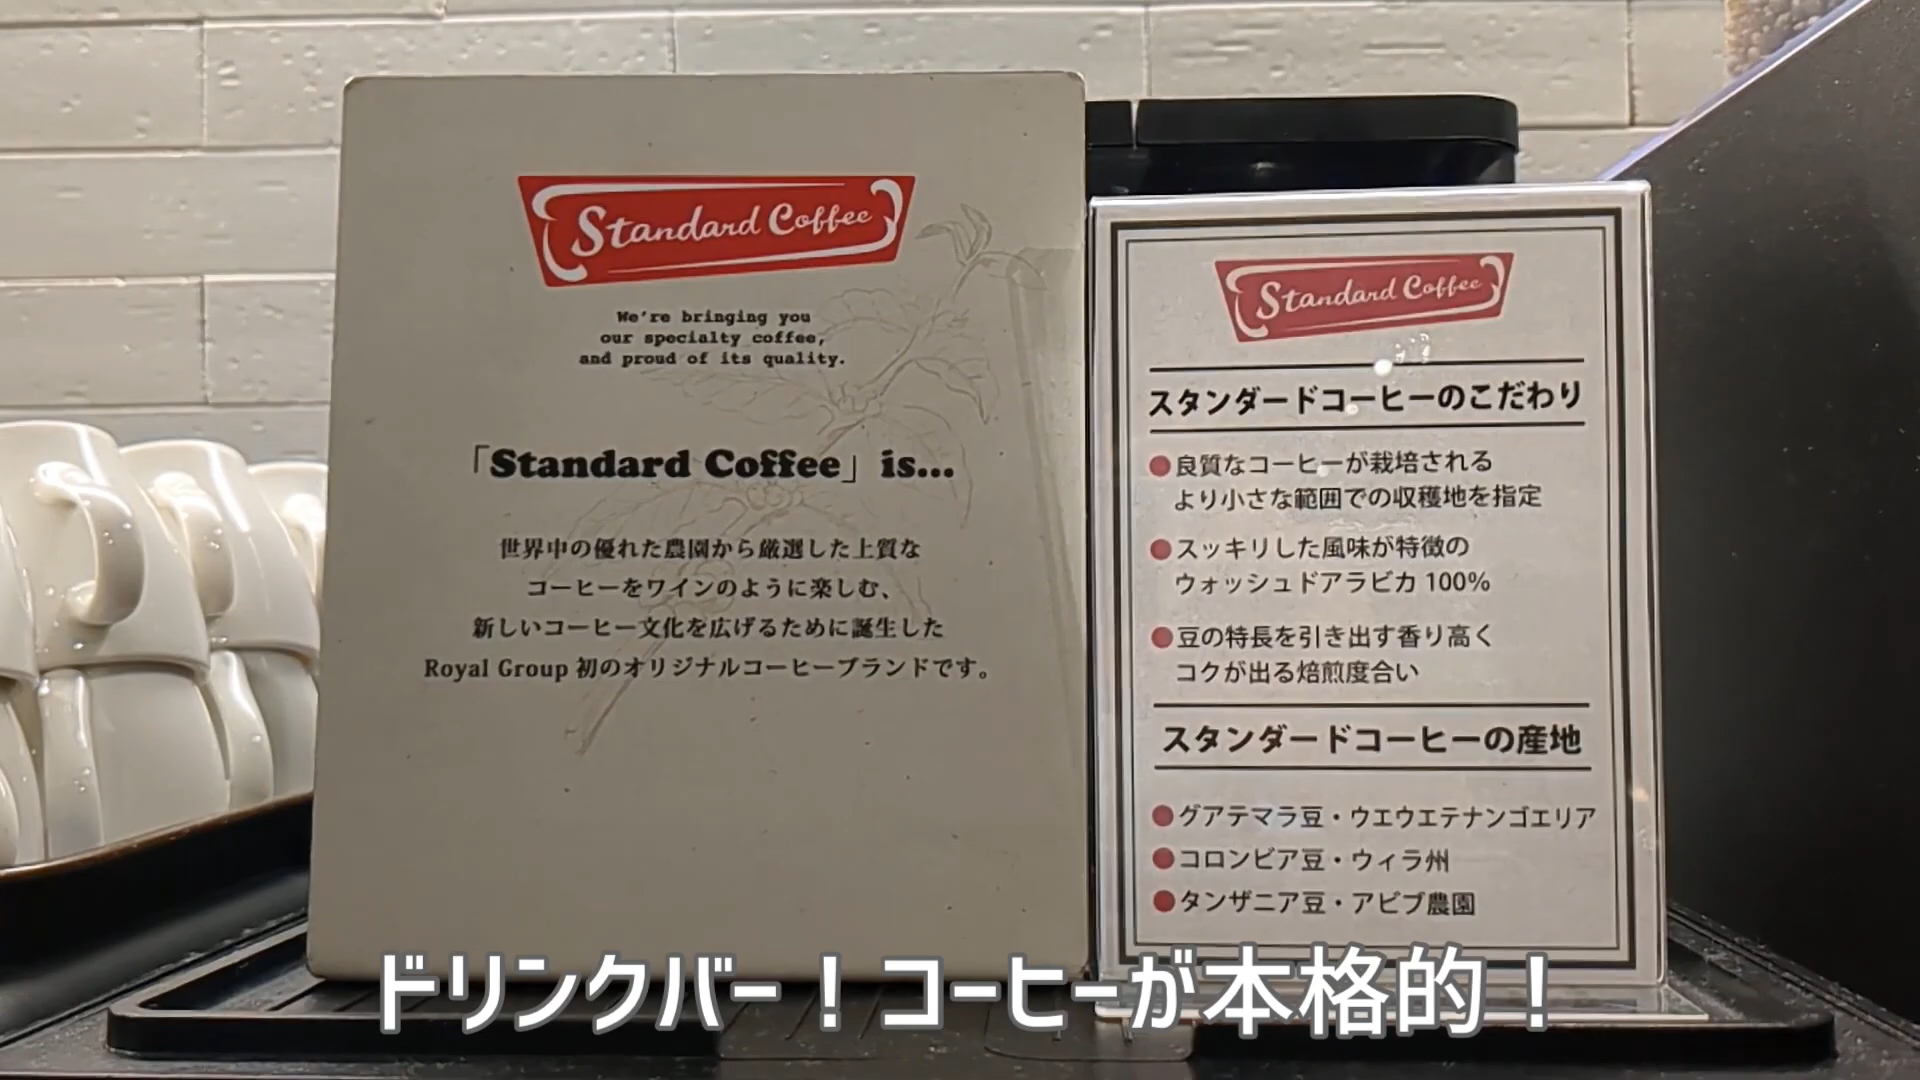 Standard Coffee
We're bringing you
our specialty coffee,
and proud of its quality.
「Standard Coffee」is...
世界中の優れた農園から厳選した上質な
コーヒーをワインのように楽しむ、
新しいコーヒー文化を広げるために誕生した
Royal Group 初のオリジナルコーヒーブランドです。
Standard Coffee
スタンダードコーヒーのこだわり
●良質なコーヒーが栽培される
より小さな範囲での収穫地を指定
●スッキリした風味が特徴の
ウォッシュドアラビカ 100%
●豆の特長を引き出す香り高く
コクが出る焙煎度合い
スタンダードコーヒーの産地
●グアテマラ豆・ウエウエテナンゴエリア
●コロンビア豆・ウィラ州
●タンザニア豆・アビブ農園
ドリンクバー！コーヒーが本格的！